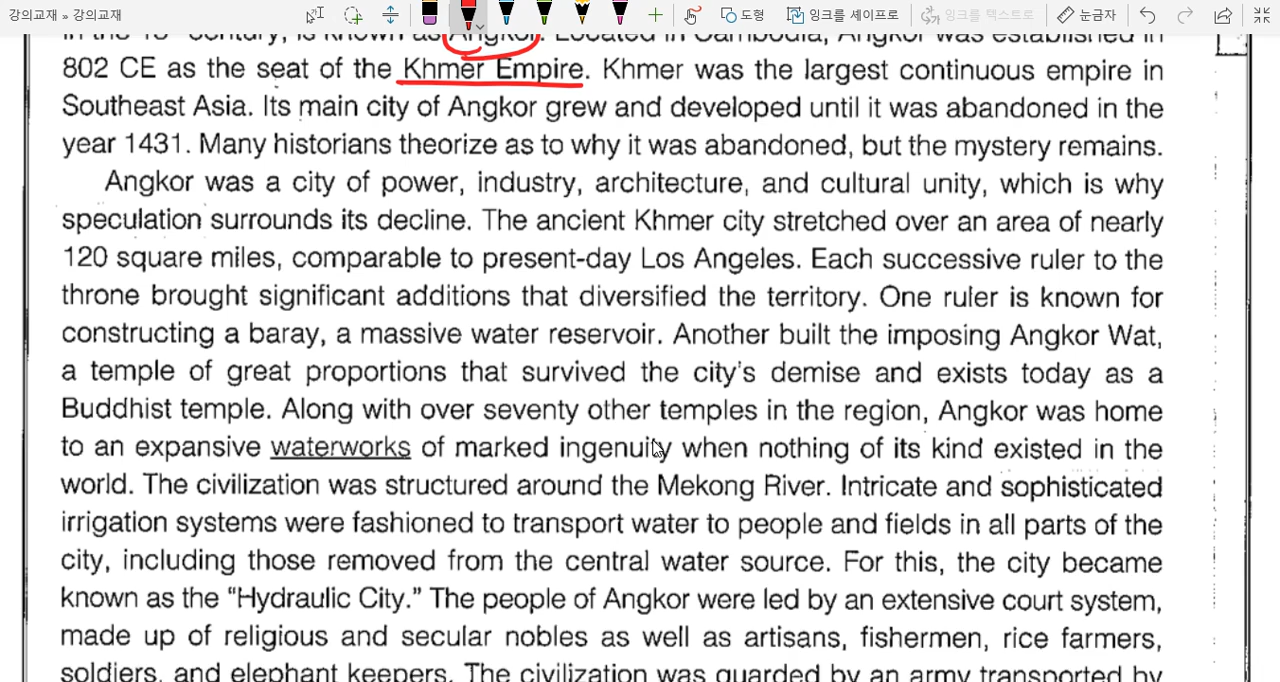 강의교재 » 강의교재
도형
잉크를 셰이프로
잉크를 텍스트로
눈금자
in the 13th century, is known as Angkor. Located in Cambodia, Angkor was established in
802 CE as the seat of the Khmer Empire. Khmer was the largest continuous empire in
Southeast Asia. Its main city of Angkor grew and developed until it was abandoned in the
year 1431. Many historians theorize as to why it was abandoned, but the mystery remains.
Angkor was a city of power, industry, architecture, and cultural unity, which is why
speculation surrounds its decline. The ancient Khmer city stretched over an area of nearly
120 square miles, comparable to present-day Los Angeles. Each successive ruler to the
throne brought significant additions that diversified the territory. One ruler is known for
constructing a baray, a massive water reservoir. Another built the imposing Angkor Wat,
a temple of great proportions that survived the city's demise and exists today as a
Buddhist temple. Along with over seventy other temples in the region, Angkor was home
to an expansive waterworks of marked ingenuity when nothing of its kind existed in the
world. The civilization was structured around the Mekong River. Intricate and sophisticated
irrigation systems were fashioned to transport water to people and fields in all parts of the
city, including those removed from the central water source. For this, the city became
known as the “Hydraulic City.” The people of Angkor were led by an extensive court system,
made up of religious and secular nobles as well as artisans, fishermen, rice farmers,
soldiers, and elephant keepers. The civilization was guarded by an army transported by